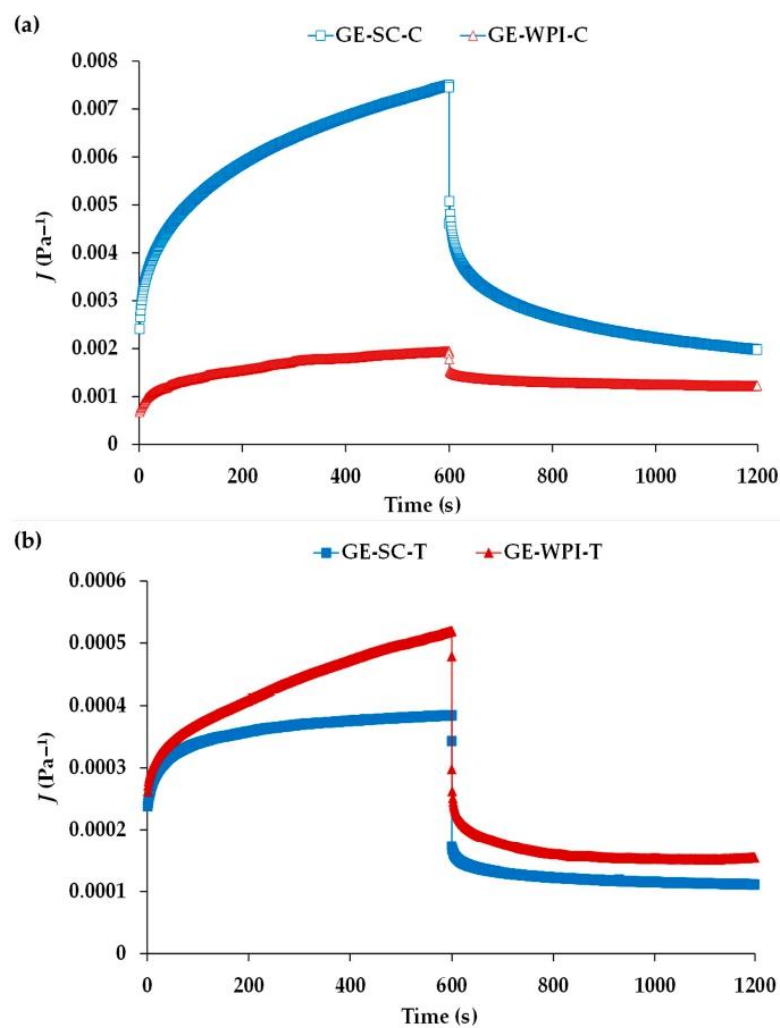 (a)
GE-SC-C GE-WPI-C
0.008
0.007
0.006
0.005
0.004
0.003
0.002
0.001
0
J (Pa⁻¹)
0 200 400 600 800 1000 1200
Time (s)
(b)
GE-SC-T GE-WPI-T
0.0006
0.0005
0.0004
0.0003
0.0002
0.0001
0
J (Pa⁻¹)
0 200 400 600 800 1000 1200
Time (s)